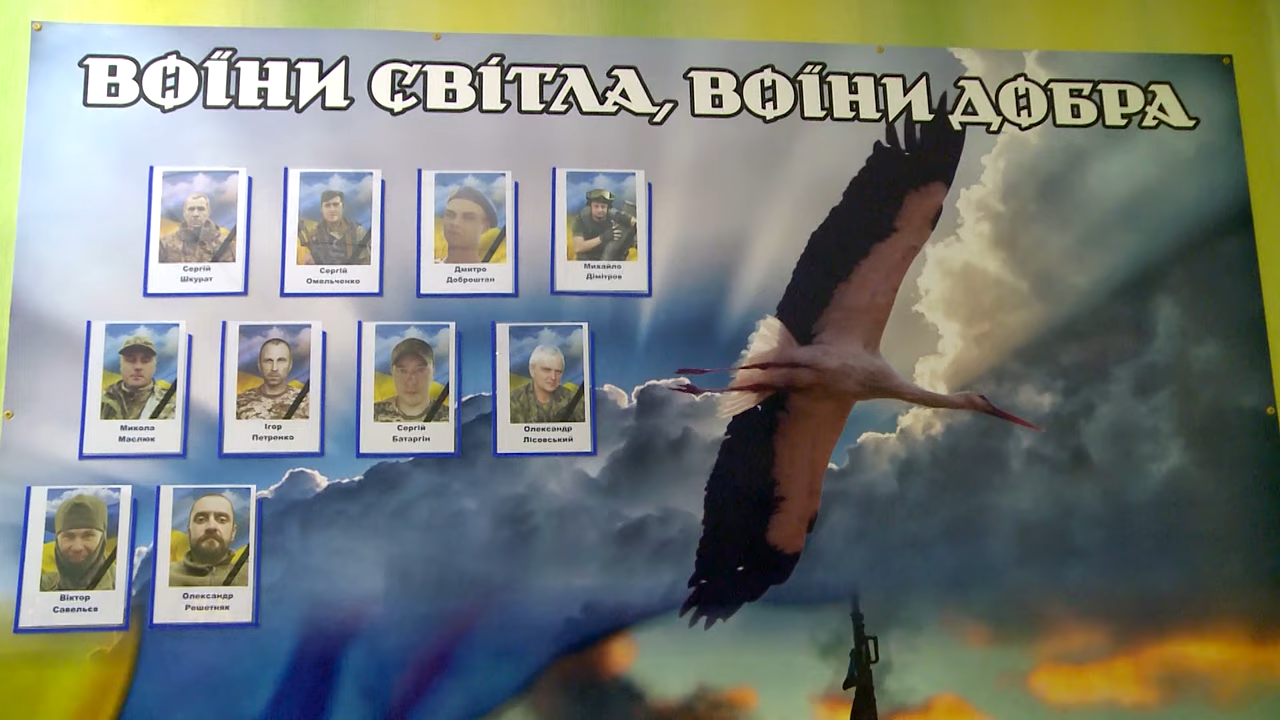 ВОЇНИ СВІТЛА, ВОЇНИ ДОБРА
Сергій
Шкурат
Сергій
Омельченко
Дмитро
Доброштан
Михайло
Дімітров
Микола
Маслюк
Ігор
Петренко
Сергій
Батаргін
Олександр
Лісовський
Віктор
Савельєв
Олександр
Решетняк